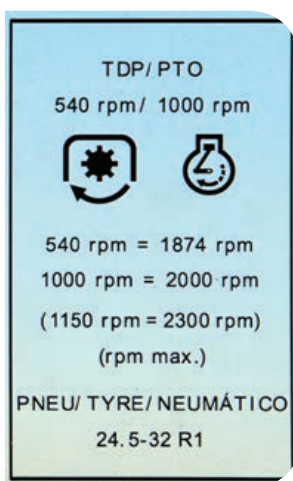 TDP/ PTO
540 rpm/ 1000 rpm
540 rpm = 1874 rpm
1000 rpm = 2000 rpm
(1150 rpm = 2300 rpm)
(rpm max.)
PNEU/ TYRE/ NEUMÁTICO
24.5-32 R1